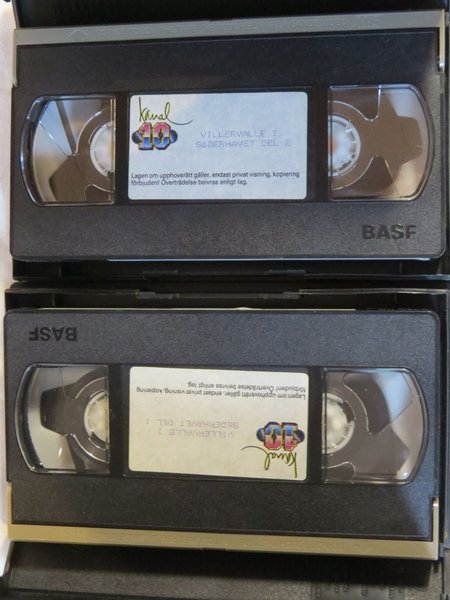 Kanal
10
VILLERVALLE I
SÖDERHAVET DEL 2
Lagen om upphovsrätt gäller, endast privat visning, kopiering
förbjuden! Överträdelse beivras enligt lag.
BASF
BASF
Kanal
10
VILLERVALLE I
SÖDERHAVET DEL 1
Lagen om upphovsrätt gäller, endast privat visning, kopiering
förbjuden! Överträdelse beivras enligt lag.